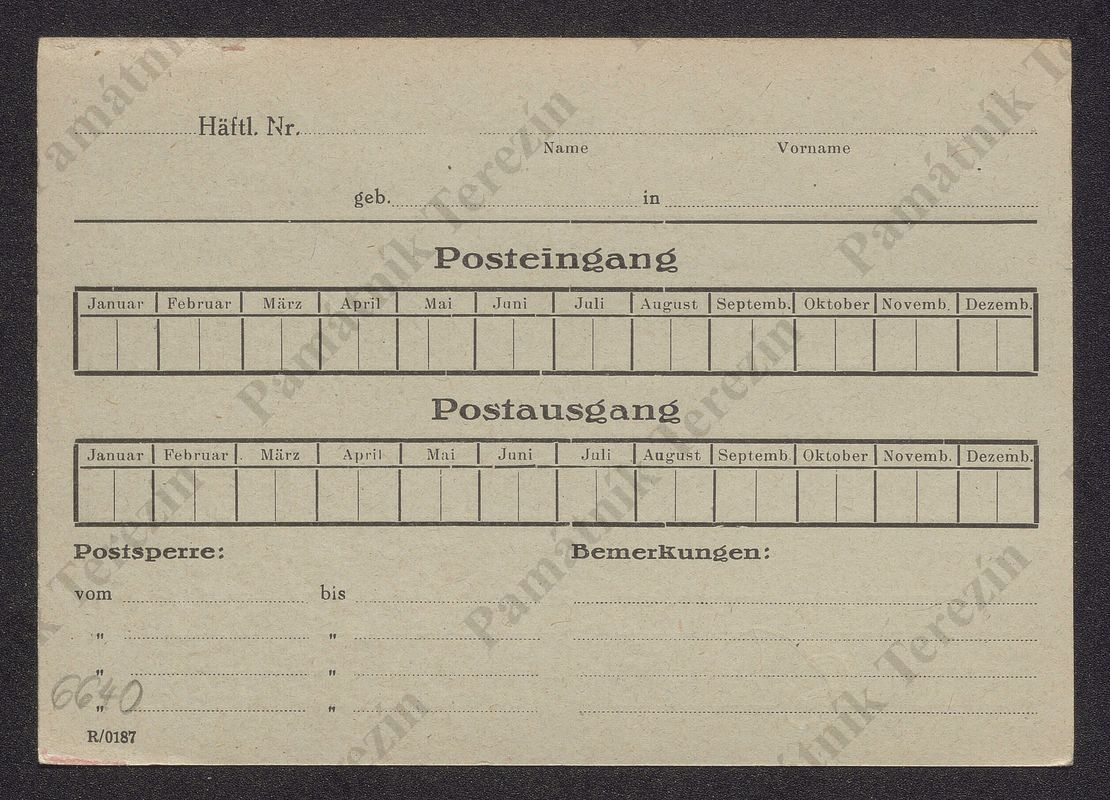 Häftl. Nr.
Name Vorname
geb. in
Posteingang
Januar Februar März April Mai Juni Juli August Septemb. Oktober Novemb. Dezemb.
Postausgang
Januar Februar März April Mai Juni Juli August Septemb. Oktober Novemb. Dezemb.
Postsperre: Bemerkungen:
vom bis
" "
" "
6640 " "
R/0187
Památník Terezín